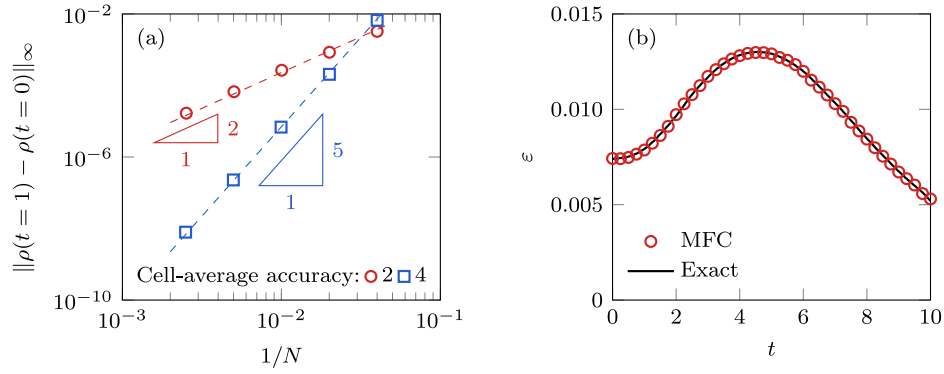 (a)
‖ρ(t = 1) − ρ(t = 0)‖∞
10⁻²
10⁻⁶
10⁻¹⁰
2
1
5
1
Cell-average accuracy: 2 4
10⁻³
10⁻²
10⁻¹
1/N
(b)
ε
0.015
0.010
0.005
0
MFC
Exact
0
2
4
6
8
10
t